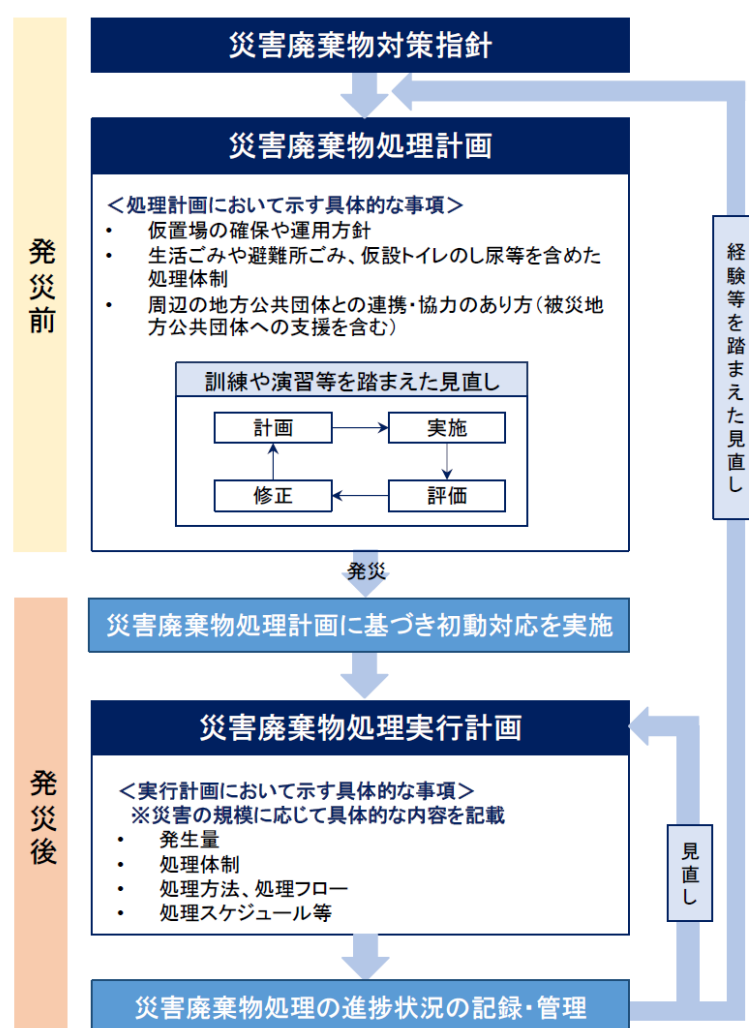 災害廃棄物対策指針
災害廃棄物処理計画
＜処理計画において示す具体的な事項＞
• 仮置場の確保や運用方針
• 生活ごみや避難所ごみ、仮設トイレのし尿等を含めた
処理体制
• 周辺の地方公共団体との連携・協力のあり方（被災地
方公共団体への支援を含む）
訓練や演習等を踏まえた見直し
計画
実施
修正
評価
発災前
経験等を踏まえた見直し
発災
災害廃棄物処理計画に基づき初動対応を実施
災害廃棄物処理実行計画
＜実行計画において示す具体的な事項＞
※災害の規模に応じて具体的な内容を記載
• 発生量
• 処理体制
• 処理方法、処理フロー
• 処理スケジュール等
発災後
見直し
災害廃棄物処理の進捗状況の記録・管理